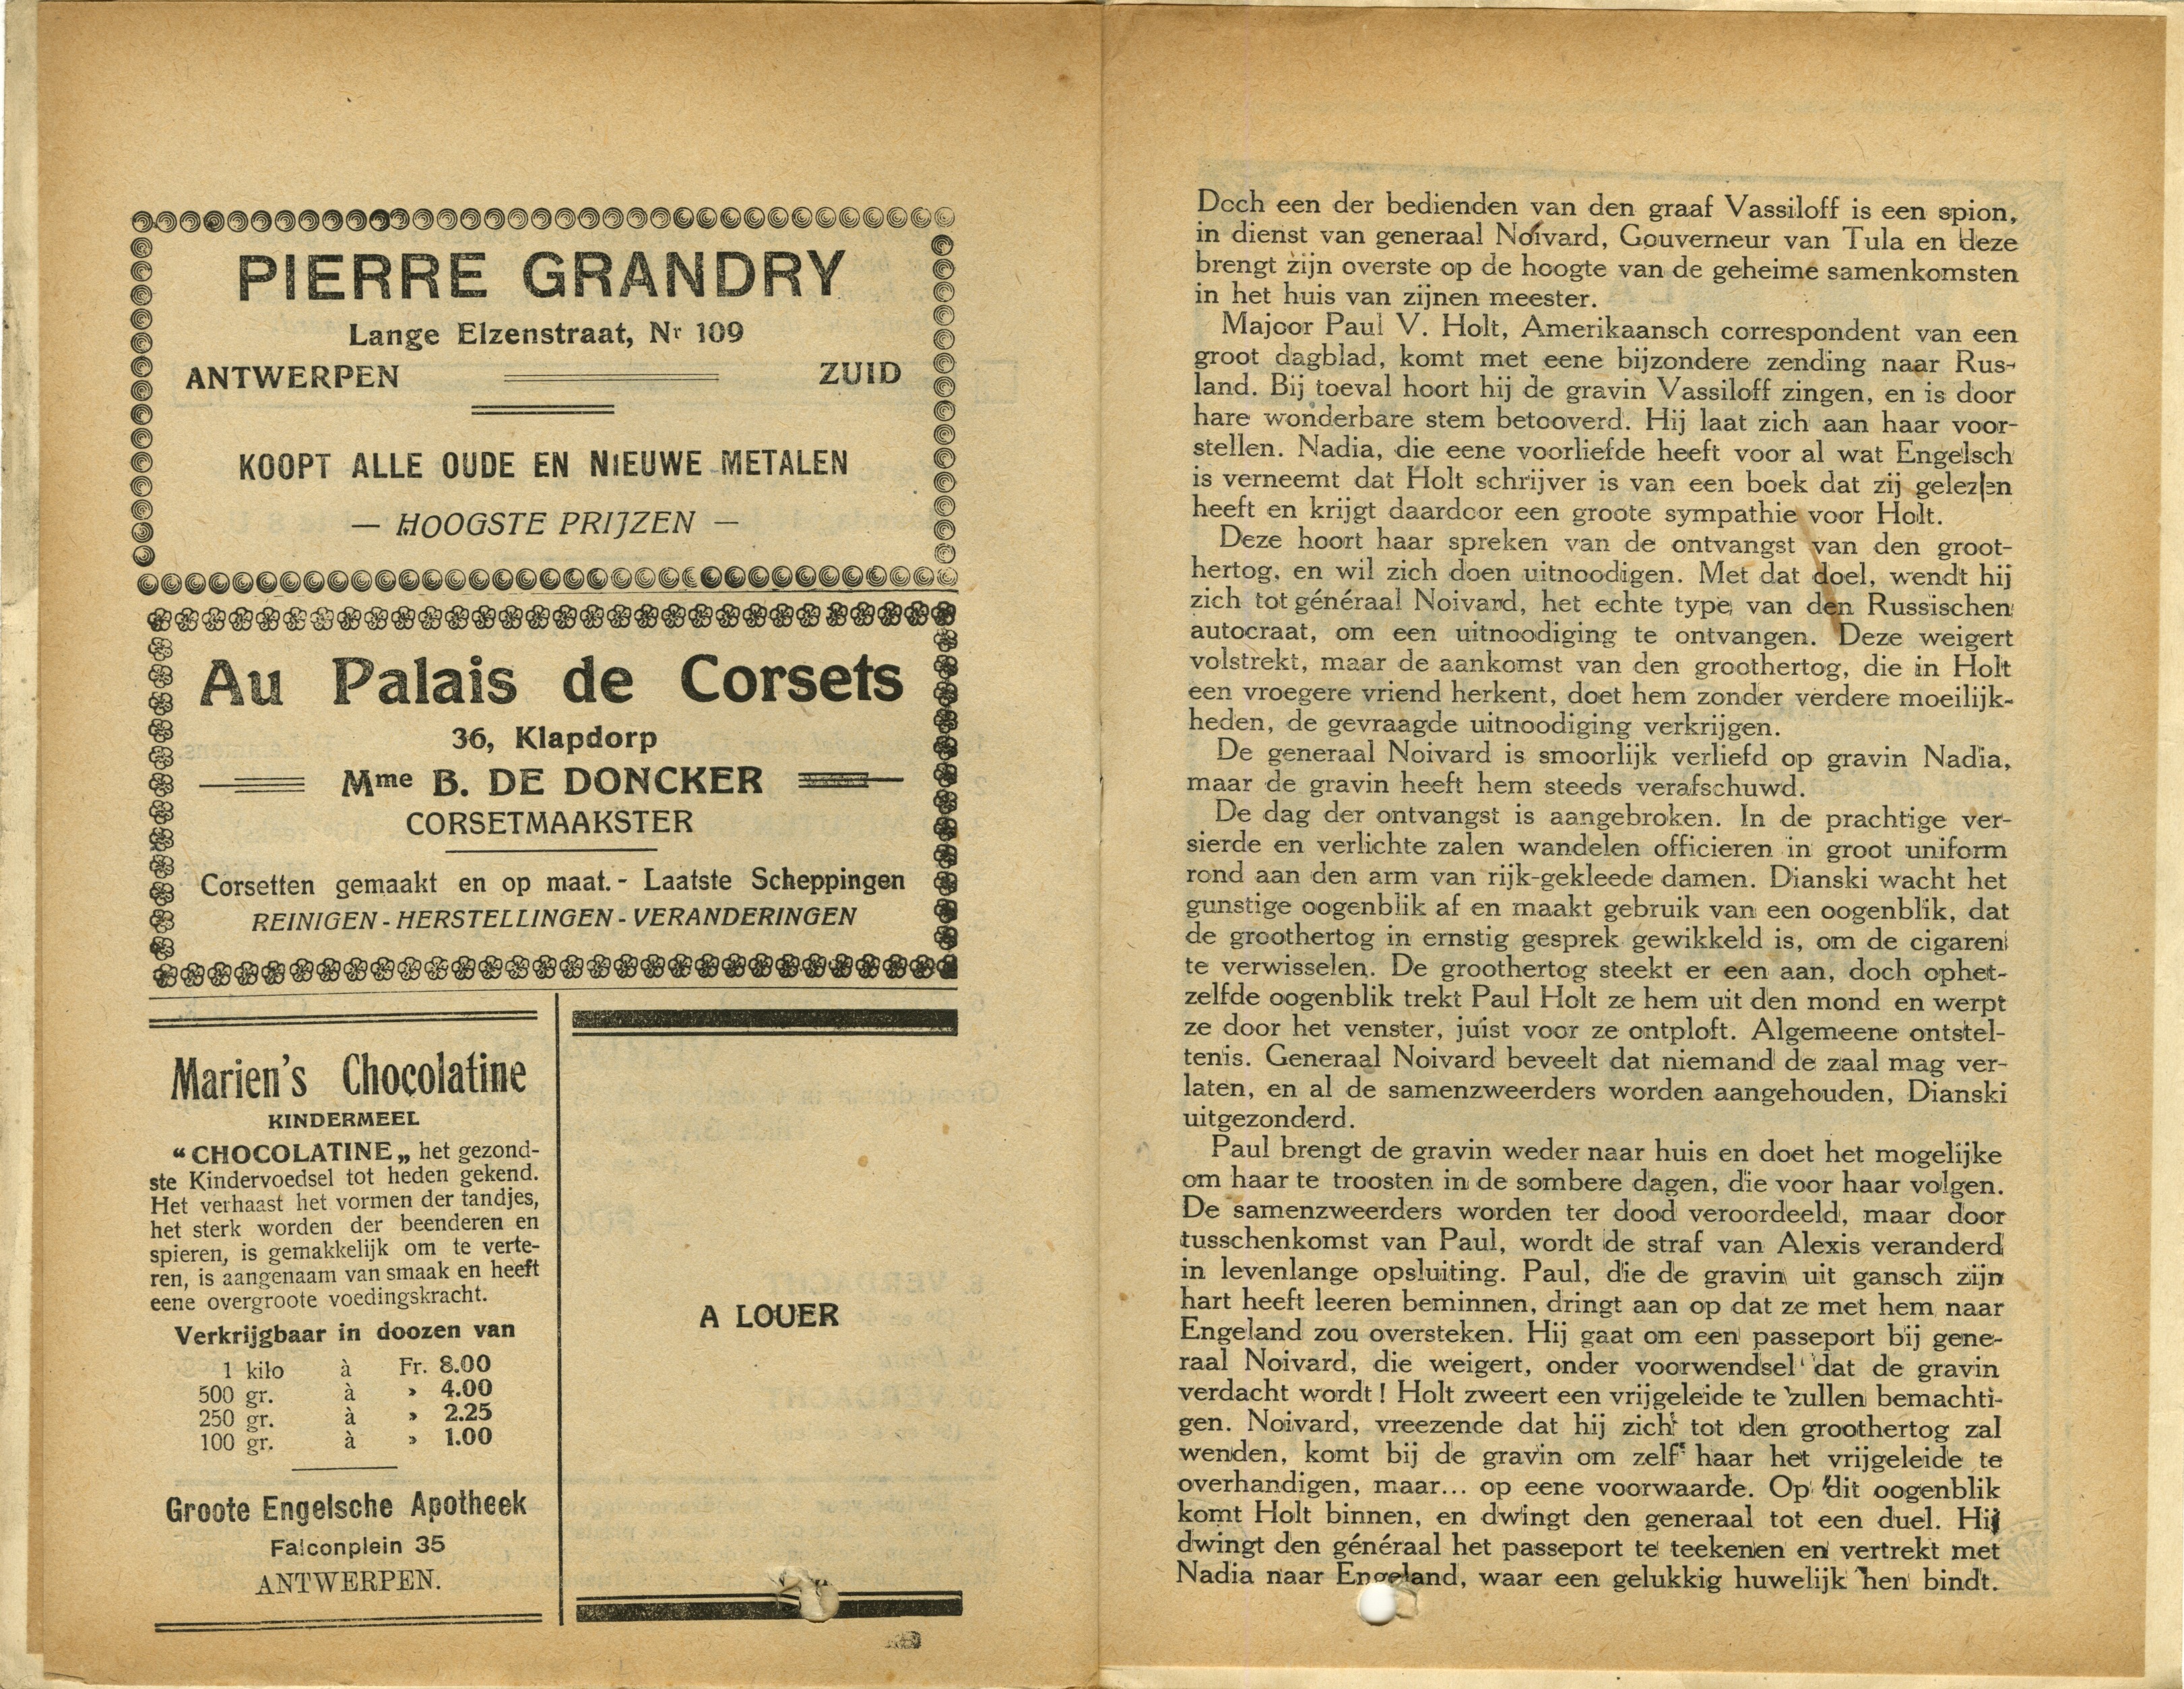 PIERRE GRANDRY
Lange Elzenstraat, Nr 109
ANTWERPEN ZUID
KOOPT ALLE OUDE EN NIEUWE METALEN
— HOOGSTE PRIJZEN —
Au Palais de Corsets
36, Klapdorp
Mme B. DE DONCKER
CORSETMAAKSTER
Corsetten gemaakt en op maat. - Laatste Scheppingen
REINIGEN - HERSTELLINGEN - VERANDERINGEN
Marien's Chocolatine
KINDERMEEL
“ CHOCOLATINE „ het gezond-
ste Kindervoedsel tot heden gekend.
Het verhaast het vormen der tandjes,
het sterk worden der beenderen en
spieren, is gemakkelijk om te verte-
ren, is aangenaam van smaak en heeft
eene overgroote voedingskracht.
Verkrijgbaar in doozen van
1 kilo à Fr. 8.00
500 gr. à » 4.00
250 gr. à » 2.25
100 gr. à » 1.00
Groote Engelsche Apotheek
Falconplein 35
ANTWERPEN.
A LOUER
Doch een der bedienden van den graaf Vassiloff is een spion,
in dienst van generaal Noivard, Gouverneur van Tula en deze
brengt zijn overste op de hoogte van de geheime samenkomsten
in het huis van zijnen meester.
Majoor Paul V. Holt, Amerikaansch correspondent van een
groot dagblad, komt met eene bijzondere zending naar Rus-
land. Bij toeval hoort hij de gravin Vassiloff zingen, en is door
hare wonderbare stem betooverd. Hij laat zich aan haar voor-
stellen. Nadia, die eene voorliefde heeft voor al wat Engelsch
is verneemt dat Holt schrijver is van een boek dat zij gelezen
heeft en krijgt daardoor een groote sympathie voor Holt.
Deze hoort haar spreken van de ontvangst van den groot-
hertog, en wil zich doen uitnoodigen. Met dat doel, wendt hij
zich tot généraal Noivard, het echte type van den Russischen
autocraat, om een uitnoodiging te ontvangen. Deze weigert
volstrekt, maar de aankomst van den groothertog, die in Holt
een vroegere vriend herkent, doet hem zonder verdere moeilijk-
heden, de gevraagde uitnoodiging verkrijgen.
De generaal Noivard is smoorlijk verliefd op gravin Nadia,
maar de gravin heeft hem steeds verafschuwd.
De dag der ontvangst is aangebroken. In de prachtige ver-
sierde en verlichte zalen wandelen officieren in groot uniform
rond aan den arm van rijk-gekleede damen. Dianski wacht het
gunstige oogenblik af en maakt gebruik van een oogenblik, dat
de groothertog in ernstig gesprek gewikkeld is, om de cigaren
te verwisselen. De groothertog steekt er een aan, doch ophet-
zelfde oogenblik trekt Paul Holt ze hem uit den mond en werpt
ze door het venster, juist voor ze ontploft. Algemeene ontstel-
tenis. Generaal Noivard beveelt dat niemand de zaal mag ver-
laten, en al de samenzweerders worden aangehouden, Dianski
uitgezonderd.
Paul brengt de gravin weder naar huis en doet het mogelijke
om haar te troosten in de sombere dagen, die voor haar volgen.
De samenzweerders worden ter dood veroordeeld, maar door
tusschenkomst van Paul, wordt de straf van Alexis veranderd
in levenlange opsluiting. Paul, die de gravin uit gansch zijn
hart heeft leeren beminnen, dringt aan op dat ze met hem naar
Engeland zou oversteken. Hij gaat om een passeport bij gene-
raal Noivard, die weigert, onder voorwendsel dat de gravin
verdacht wordt ! Holt zweert een vrijgeleide te zullen bemachti-
gen. Noivard, vreezende dat hij zich tot den groothertog zal
wenden, komt bij de gravin om zelf haar het vrijgeleide te
overhandigen, maar... op eene voorwaarde. Op dit oogenblik
komt Holt binnen, en dwingt den generaal tot een duel. Hij
dwingt den généraal het passeport te teekenen en vertrekt met
Nadia naar Engeland, waar een gelukkig huwelijk hen bindt.